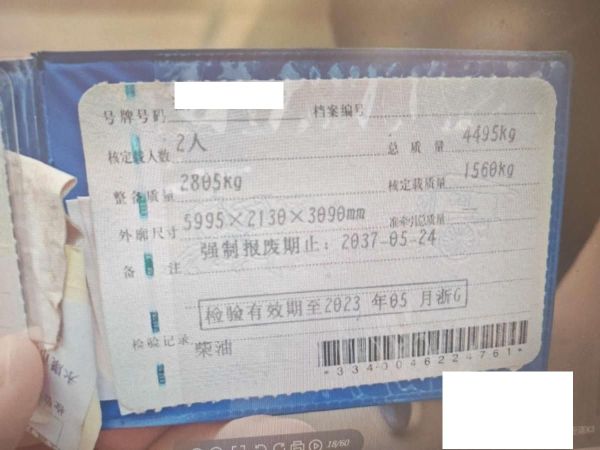 号牌号码 档案编号
核定载人数 2人 总质量 4495kg
整备质量 2805kg 核定载质量 1560kg
外廓尺寸 5995×2130×3090mm 准牵引总质量
备注 强制报废期止：2037-05-24
检验有效期至2023 年05 月浙G
检验记录 柴油
*3340046224761*
18/60